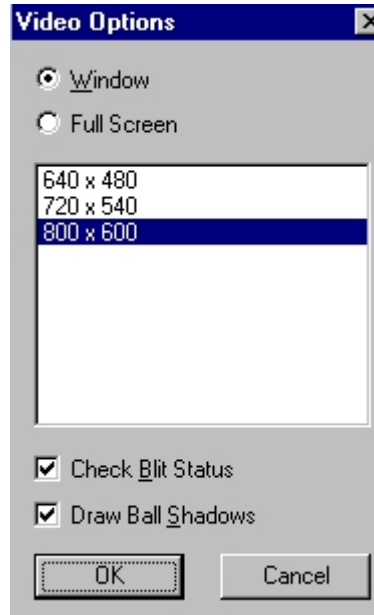 Video Options
Window
Full Screen
640 x 480
720 x 540
800 x 600
Check Blit Status
Draw Ball Shadows
OK
Cancel